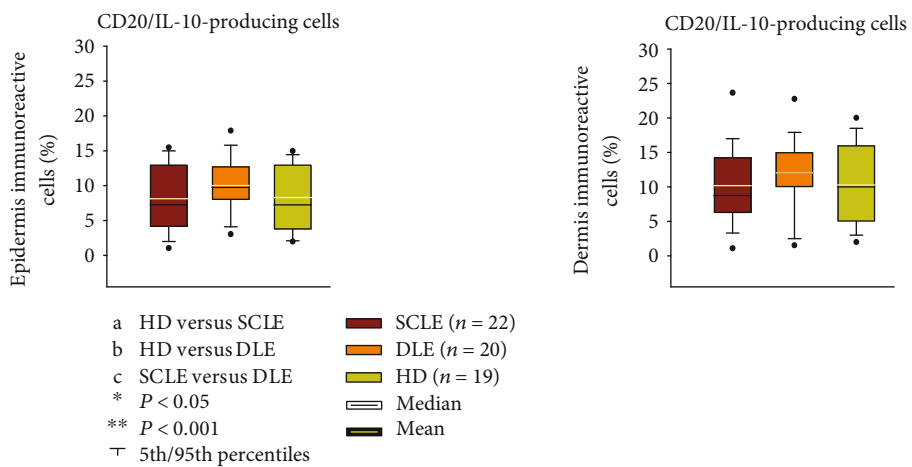 CD20/IL-10-producing cells
Epidermis immunoreactive
cells (%)
30
25
20
15
10
5
0
CD20/IL-10-producing cells
Dermis immunoreactive
cells (%)
30
25
20
15
10
5
0
a HD versus SCLE
b HD versus DLE
c SCLE versus DLE
* P < 0.05
** P < 0.001
5th/95th percentiles
SCLE (n = 22)
DLE (n = 20)
HD (n = 19)
Median
Mean